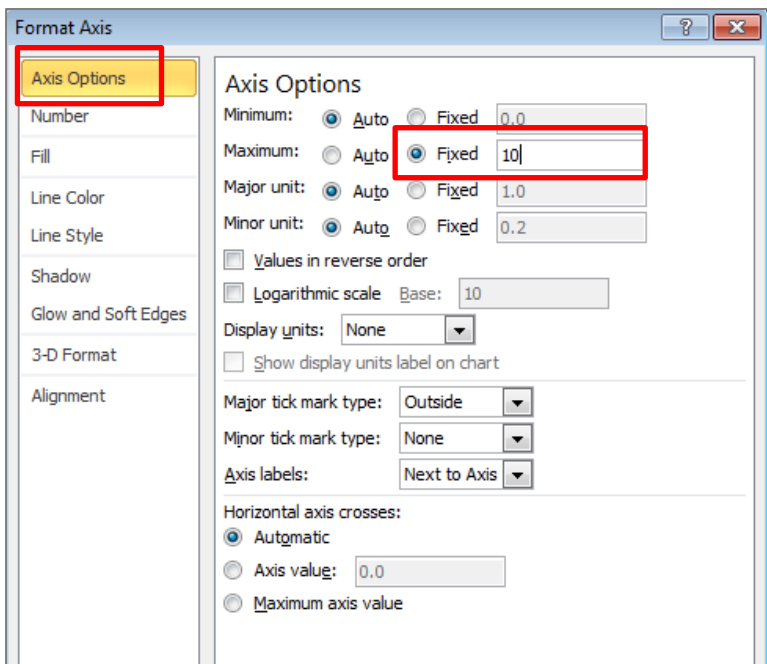 Format Axis
?
Axis Options
Number
Fill
Line Color
Line Style
Shadow
Glow and Soft Edges
3-D Format
Alignment
Axis Options
Minimum: Auto Fixed 0.0
Maximum: Auto Fixed 10
Major unit: Auto Fixed 1.0
Minor unit: Auto Fixed 0.2
Values in reverse order
Logarithmic scale Base: 10
Display units: None
Show display units label on chart
Major tick mark type: Outside
Minor tick mark type: None
Axis labels: Next to Axis
Horizontal axis crosses:
Automatic
Axis value: 0.0
Maximum axis value